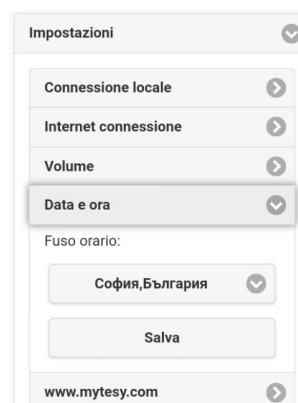 Impostazioni
Connessione locale
Internet connessione
Volume
Data e ora
Fuso orario:
София,България
Salva
www.mytesy.com